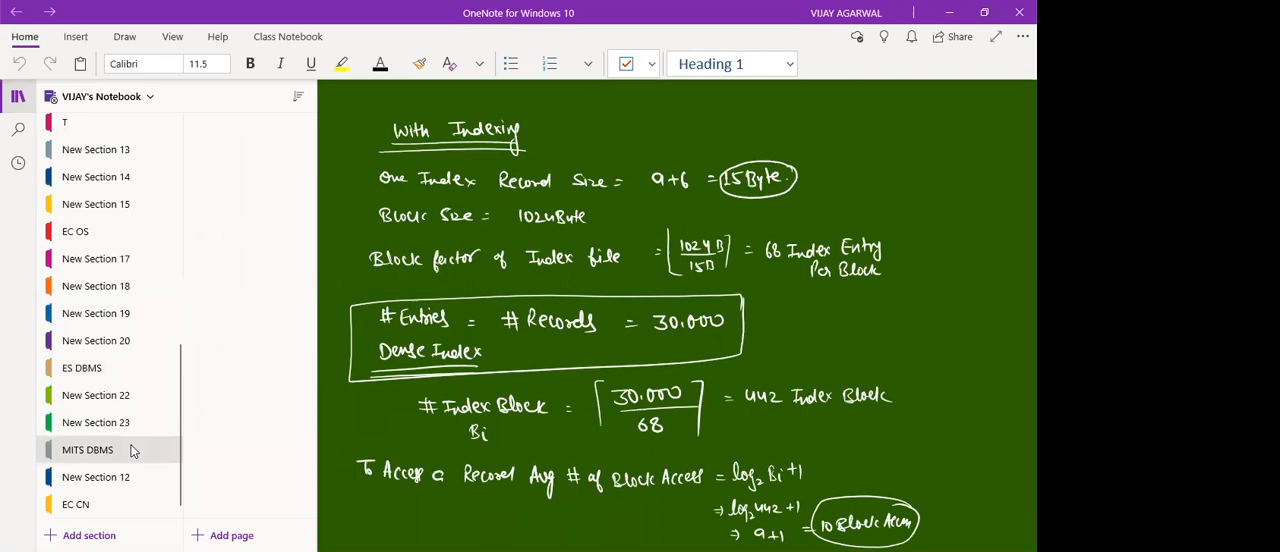 OneNote for Windows 10
VIJAY AGARWAL
Home Insert Draw View Help Class Notebook
Share
Calibri 11.5 B I U A Heading 1
VIJAY's Notebook
T
New Section 13
New Section 14
New Section 15
EC OS
New Section 17
New Section 18
New Section 19
New Section 20
ES DBMS
New Section 22
New Section 23
MITS DBMS
New Section 12
EC CN
Add section
Add page
With Indexing
One Index Record Size = 9+6 = 15 Byte.
Block Size = 1024 Byte
Block factor of Index file = ⌊1024 B / 15 B⌋ = 68 Index Entry
Per Block
# Entries = # Records = 30.000
Dense Index
# Index Block = ⌈30.000 / 68⌉ = 442 Index Block
Bi
To Access a Record Avg # of Block Access = log₂ Bi + 1
⇒ log₂ 442 + 1
⇒ 9+1 = 10 Block Access